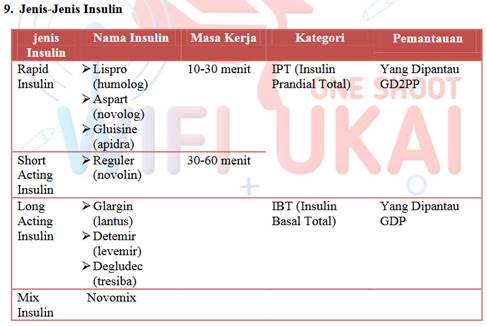 9. Jenis-Jenis Insulin
jenis Insulin Nama Insulin Masa Kerja Kategori Pemantauan
Rapid Insulin ➢ Lispro (humolog) 10-30 menit IPT (Insulin Prandial Total) Yang Dipantau GD2PP
➢ Aspart (novolog)
➢ Gluisine (apidra)
Short Acting Insulin ➢ Reguler (novolin) 30-60 menit
Long Acting Insulin ➢ Glargin (lantus) IBT (Insulin Basal Total) Yang Dipantau GDP
➢ Detemir (levemir)
➢ Degludec (tresiba)
Mix Insulin Novomix
ONE SHOOT
WIFI UKAI